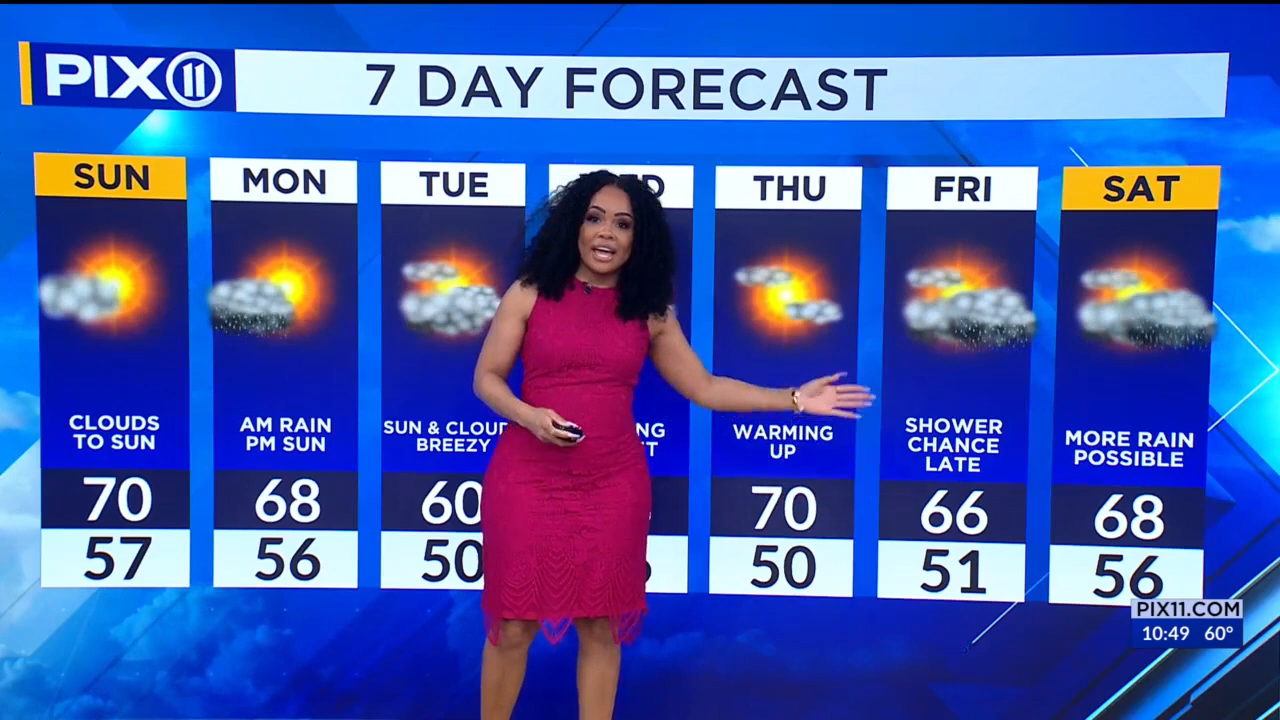 PIX11
7 DAY FORECAST
SUN
CLOUDS
TO SUN
70
57
MON
AM RAIN
PM SUN
68
56
TUE
SUN & CLOUD
BREEZY
60
50
THU
WARMING
UP
70
50
FRI
SHOWER
CHANCE
LATE
66
51
SAT
MORE RAIN
POSSIBLE
68
56
PIX11.COM
10:49 60°